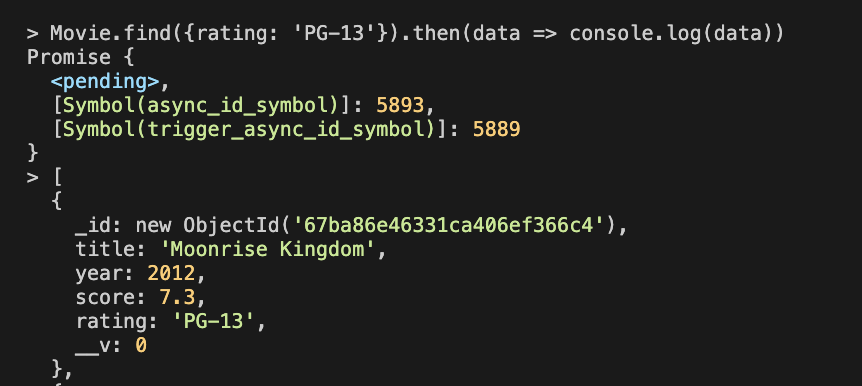 > Movie.find({rating: 'PG-13'}).then(data => console.log(data))
Promise {
  <pending>,
  [Symbol(async_id_symbol)]: 5893,
  [Symbol(trigger_async_id_symbol)]: 5889
}
> [
  {
    _id: new ObjectId('67ba86e46331ca406ef366c4'),
    title: 'Moonrise Kingdom',
    year: 2012,
    score: 7.3,
    rating: 'PG-13',
    __v: 0
  },
  {